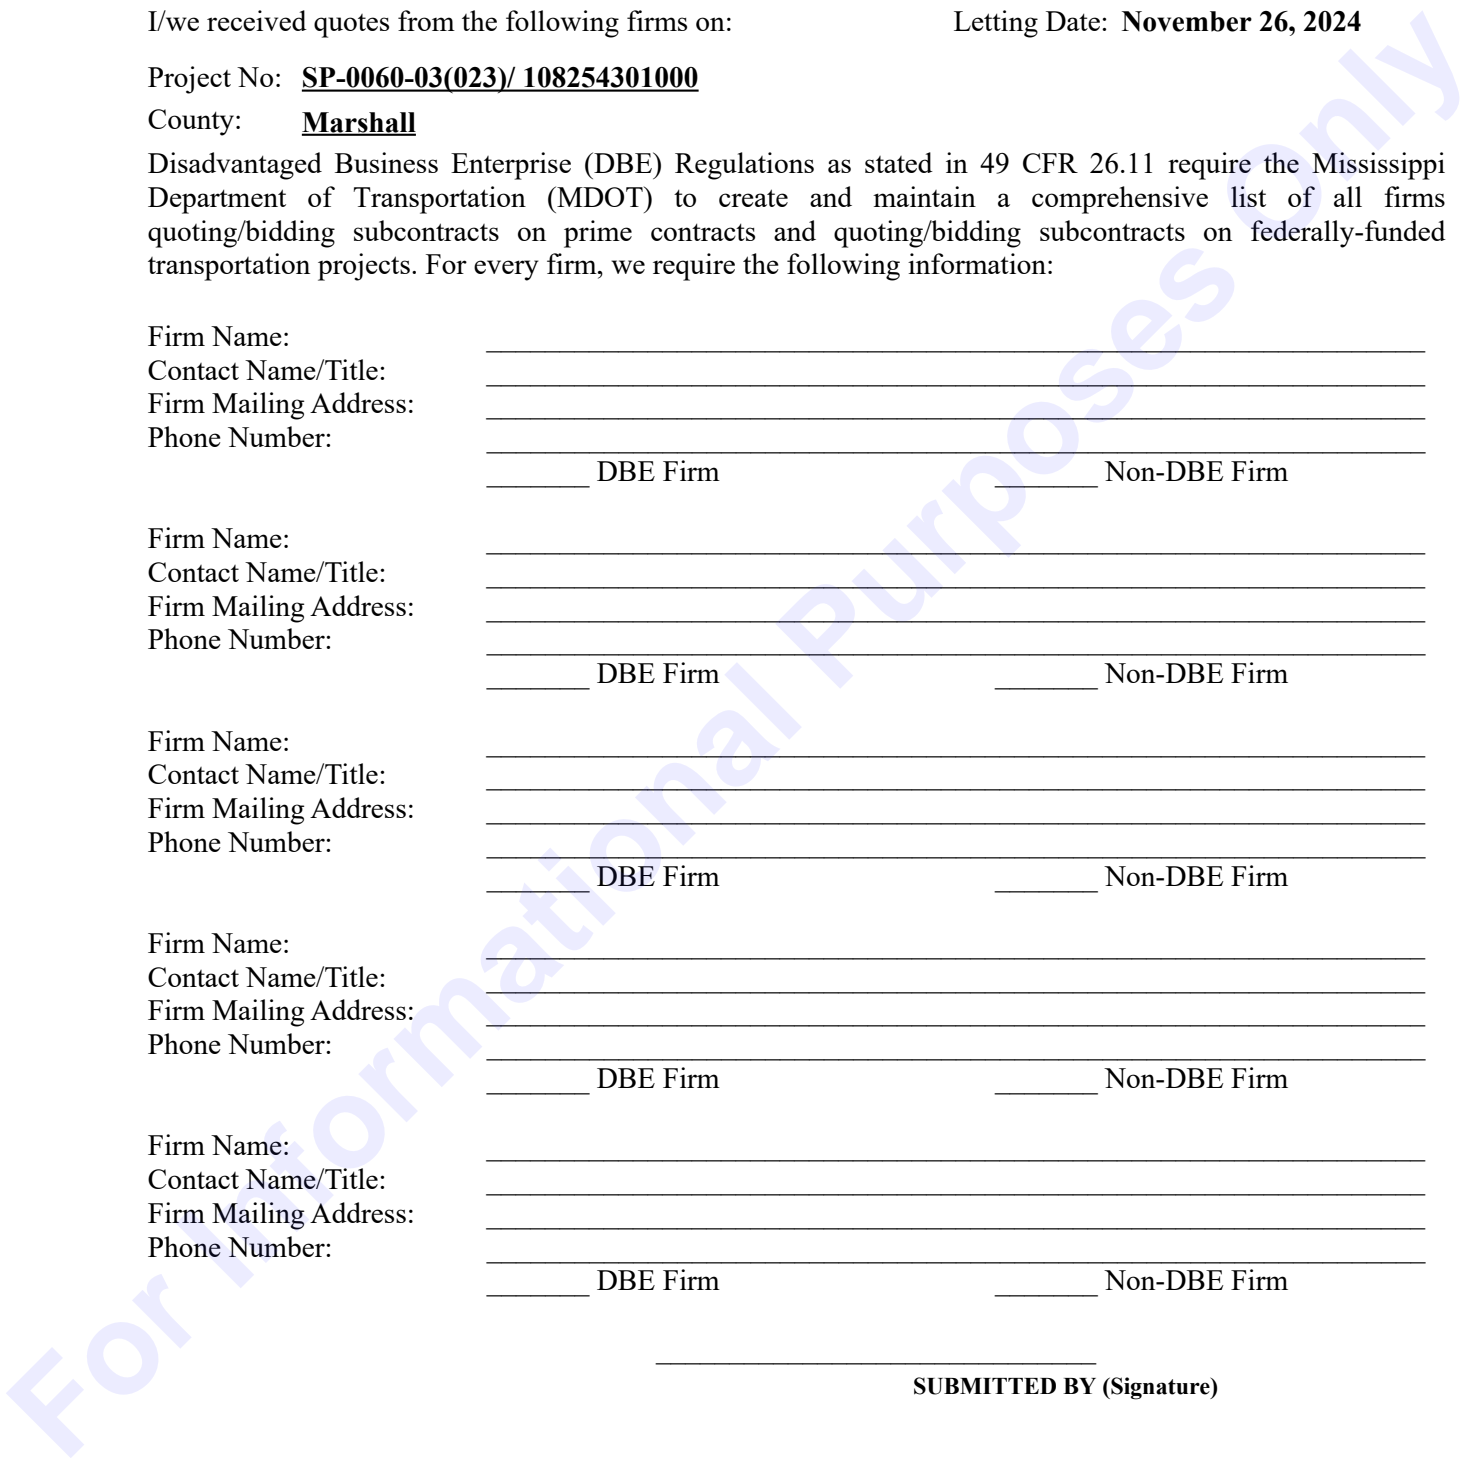 I/we received quotes from the following firms on: Letting Date: November 26, 2024
Project No: SP-0060-03(023)/ 108254301000
County: Marshall
Disadvantaged Business Enterprise (DBE) Regulations as stated in 49 CFR 26.11 require the Mississippi
Department of Transportation (MDOT) to create and maintain a comprehensive list of all firms
quoting/bidding subcontracts on prime contracts and quoting/bidding subcontracts on federally-funded
transportation projects. For every firm, we require the following information:
Firm Name:
Contact Name/Title:
Firm Mailing Address:
Phone Number:
DBE Firm Non-DBE Firm
Firm Name:
Contact Name/Title:
Firm Mailing Address:
Phone Number:
DBE Firm Non-DBE Firm
Firm Name:
Contact Name/Title:
Firm Mailing Address:
Phone Number:
DBE Firm Non-DBE Firm
Firm Name:
Contact Name/Title:
Firm Mailing Address:
Phone Number:
DBE Firm Non-DBE Firm
Firm Name:
Contact Name/Title:
Firm Mailing Address:
Phone Number:
DBE Firm Non-DBE Firm
SUBMITTED BY (Signature)
For Informational Purposes Only